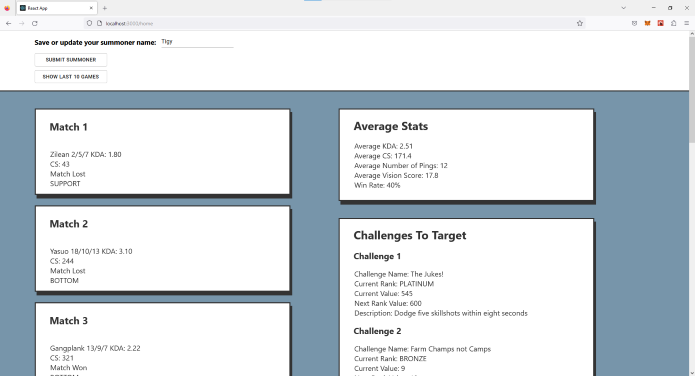 React App
localhost:3000/home
Save or update your summoner name: Tigy
SUBMIT SUMMONER
SHOW LAST 10 GAMES
Match 1
Zilean 2/5/7 KDA: 1.80
CS: 43
Match Lost
SUPPORT
Match 2
Yasuo 18/10/13 KDA: 3.10
CS: 244
Match Lost
BOTTOM
Match 3
Gangplank 13/9/7 KDA: 2.22
CS: 321
Match Won
BOTTOM
Average Stats
Average KDA: 2.51
Average CS: 171.4
Average Number of Pings: 12
Average Vision Score: 17.8
Win Rate: 40%
Challenges To Target
Challenge 1
Challenge Name: The Jukes!
Current Rank: PLATINUM
Current Value: 545
Next Rank Value: 600
Description: Dodge five skillshots within eight seconds
Challenge 2
Challenge Name: Farm Champs not Camps
Current Rank: BRONZE
Current Value: 9